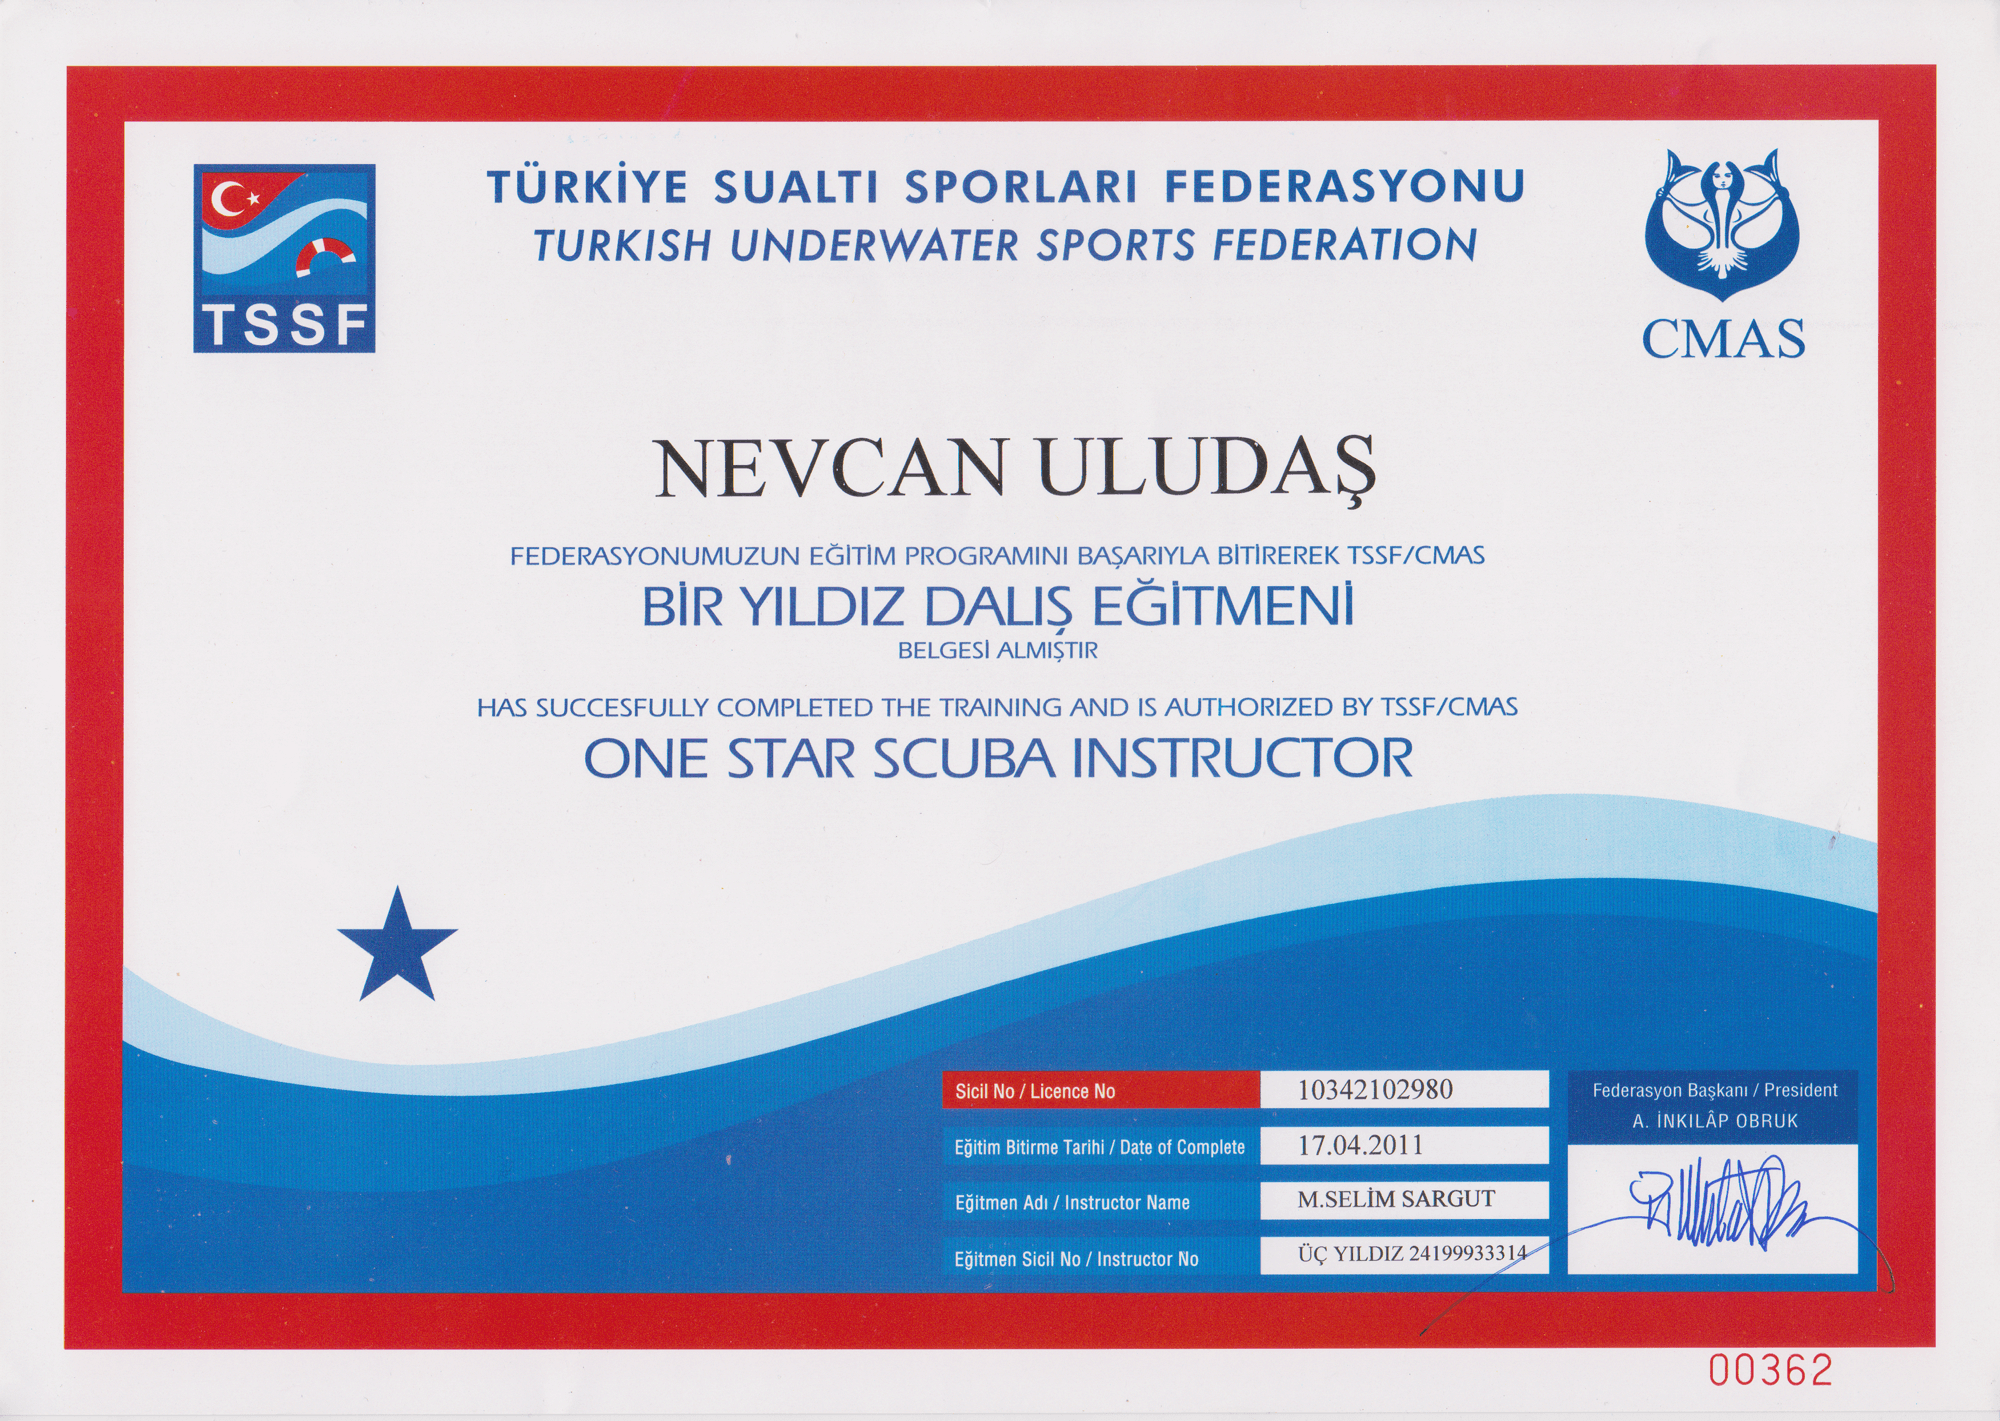 TÜRKİYE SUALTI SPORLARI FEDERASYONU
TURKISH UNDERWATER SPORTS FEDERATION
TSSF
CMAS
NEVCAN ULUDAŞ
FEDERASYONUMUZUN EĞİTİM PROGRAMINI BAŞARIYLA BİTİREREK TSSF/CMAS
BİR YILDIZ DALIŞ EĞİTMENİ
BELGESİ ALMIŞTIR
HAS SUCCESFULLY COMPLETED THE TRAINING AND IS AUTHORIZED BY TSSF/CMAS
ONE STAR SCUBA INSTRUCTOR
Sicil No / Licence No 10342102980
Eğitim Bitirme Tarihi / Date of Complete 17.04.2011
Eğitmen Adı / Instructor Name M.SELİM SARGUT
Eğitmen Sicil No / Instructor No ÜÇ YILDIZ 24199933314
Federasyon Başkanı / President
A. İNKILÂP OBRUK
00362